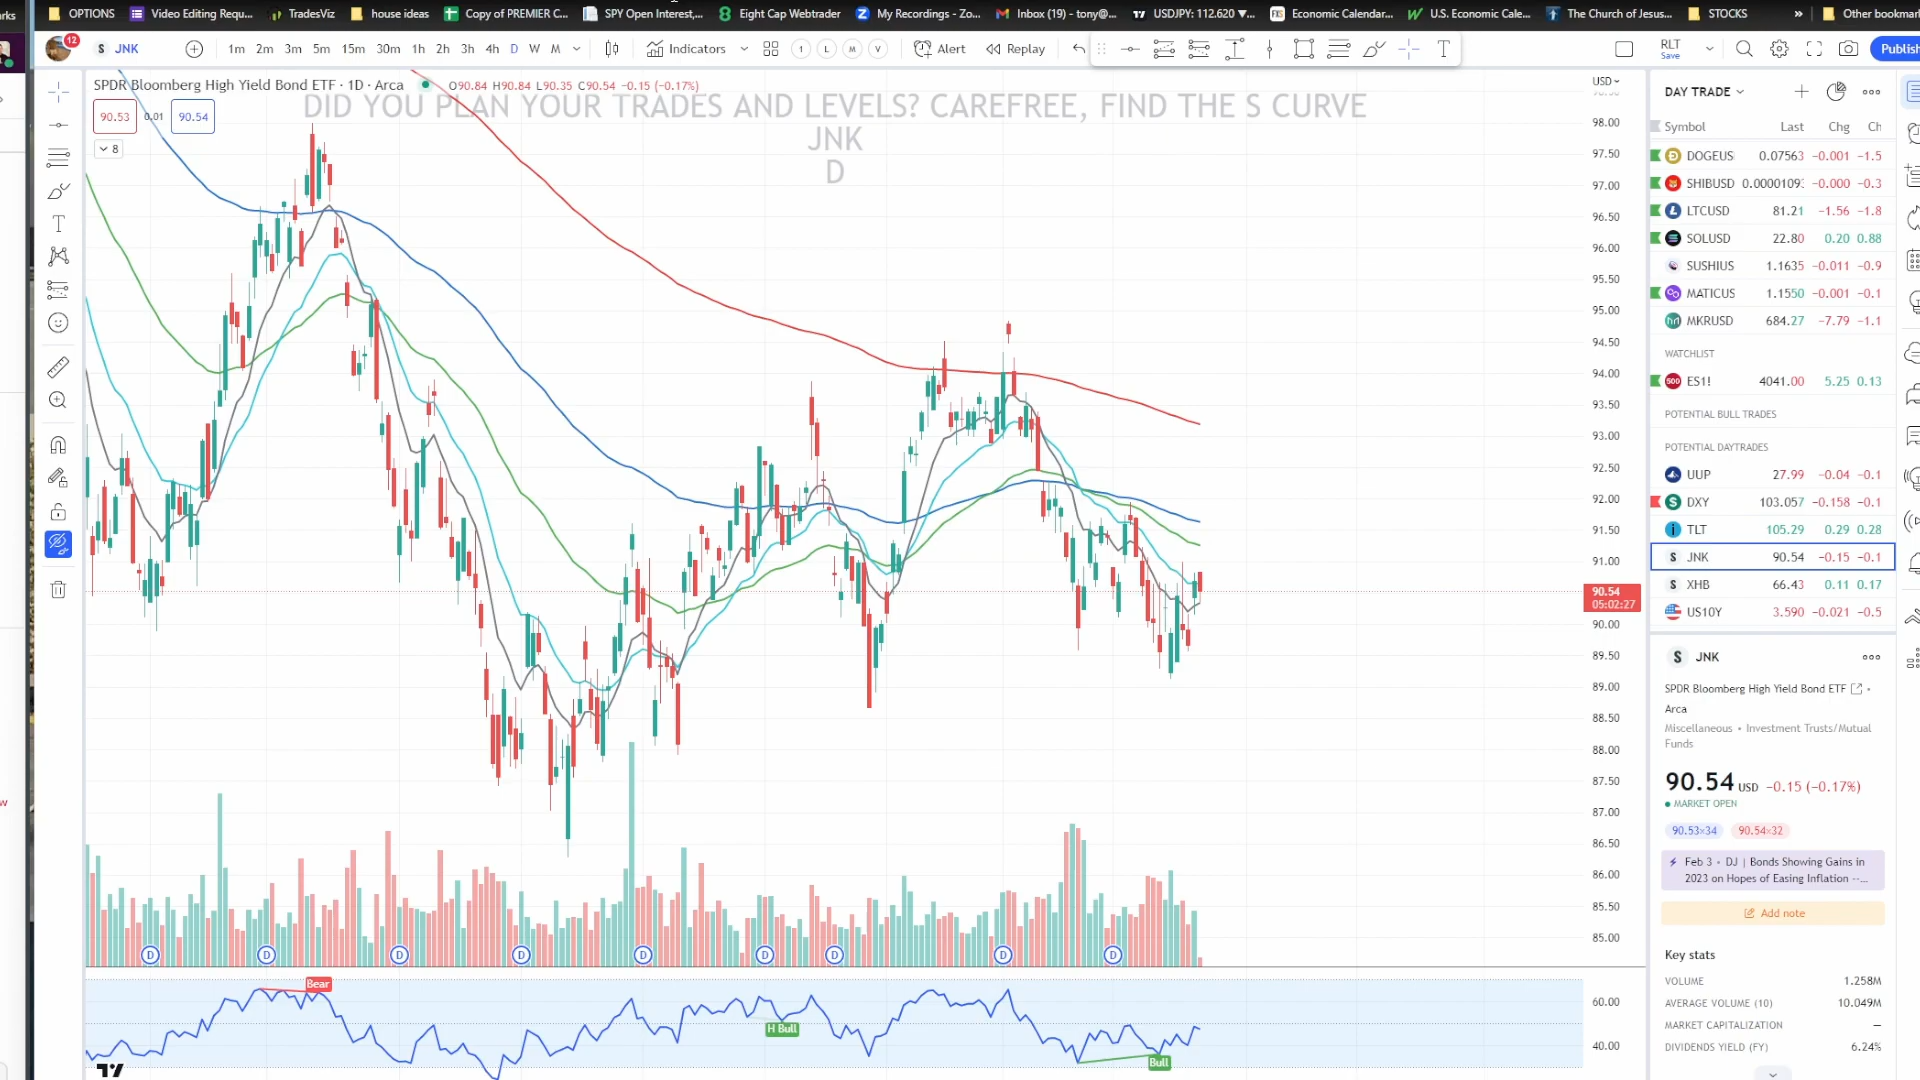 OPTIONS
Video Editing Requ...
TradesViz
house ideas
Copy of PREMIER C...
SPY Open Interest,...
Eight Cap Webtrader
My Recordings - Zo...
Inbox (19) - tony@...
USDJPY: 112.620 ▼...
Economic Calendar...
U.S. Economic Cale...
The Church of Jesus...
STOCKS
»
Other bookmar
12
S JNK
1m 2m 3m 5m 15m 30m 1h 2h 3h 4h D W M
Indicators
1 L M V
Alert
Replay
RLT
Save
Publish
SPDR Bloomberg High Yield Bond ETF · 1D · Arca
O90.84 H90.84 L90.35 C90.54 −0.15 (−0.17%)
90.53 0.01 90.54
8
DID YOU PLAN YOUR TRADES AND LEVELS? CAREFREE, FIND THE S CURVE
JNK
D
USD
98.00
97.50
97.00
96.50
96.00
95.50
95.00
94.50
94.00
93.50
93.00
92.50
92.00
91.50
91.00
90.54
05:02:27
90.00
89.50
89.00
88.50
88.00
87.50
87.00
86.50
86.00
85.50
85.00
D D D D D D D D D
Bear
H Bull
Bull
60.00
40.00
DAY TRADE
Symbol Last Chg Ch
DOGEUS 0.07563 −0.001 −1.5
SHIBUSD 0.00001093 −0.000 −0.3
LTCUSD 81.21 −1.56 −1.8
SOLUSD 22.80 0.20 0.88
SUSHIUS 1.1635 −0.011 −0.9
MATICUS 1.1550 −0.001 −0.1
MKRUSD 684.27 −7.79 −1.1
WATCHLIST
500 ES1! 4041.00 5.25 0.13
POTENTIAL BULL TRADES
POTENTIAL DAYTRADES
UUP 27.99 −0.04 −0.1
S DXY 103.057 −0.158 −0.1
TLT 105.29 0.29 0.28
S JNK 90.54 −0.15 −0.1
S XHB 66.43 0.11 0.17
US10Y 3.590 −0.021 −0.5
S JNK
SPDR Bloomberg High Yield Bond ETF •
Arca
Miscellaneous • Investment Trusts/Mutual
Funds
90.54 USD −0.15 (−0.17%)
MARKET OPEN
90.53×34 90.54×32
Feb 3 • DJ | Bonds Showing Gains in
2023 on Hopes of Easing Inflation --...
Add note
Key stats
VOLUME 1.258M
AVERAGE VOLUME (10) 10.049M
MARKET CAPITALIZATION —
DIVIDENDS YIELD (FY) 6.24%